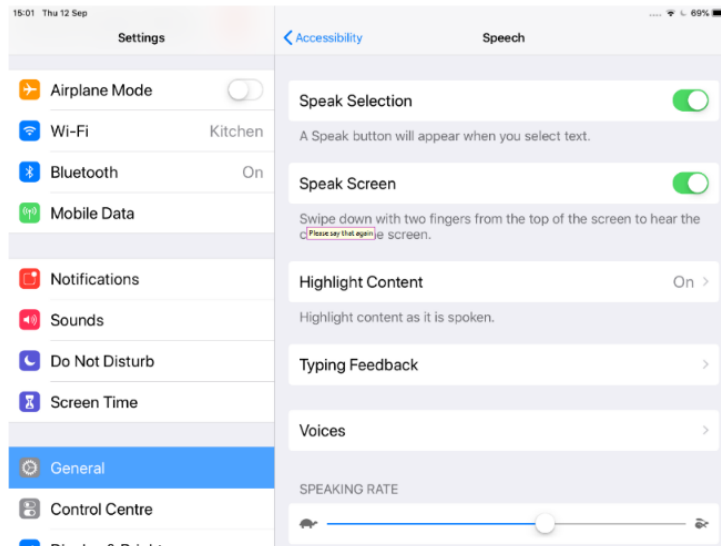 15:01 Thu 12 Sep
69%
Settings
Accessibility
Speech
Airplane Mode
Wi-Fi
Kitchen
Bluetooth
On
Mobile Data
Notifications
Sounds
Do Not Disturb
Screen Time
General
Control Centre
Speak Selection
A Speak button will appear when you select text.
Speak Screen
Swipe down with two fingers from the top of the screen to hear the
c Please say that again e screen.
Highlight Content
On
Highlight content as it is spoken.
Typing Feedback
Voices
SPEAKING RATE